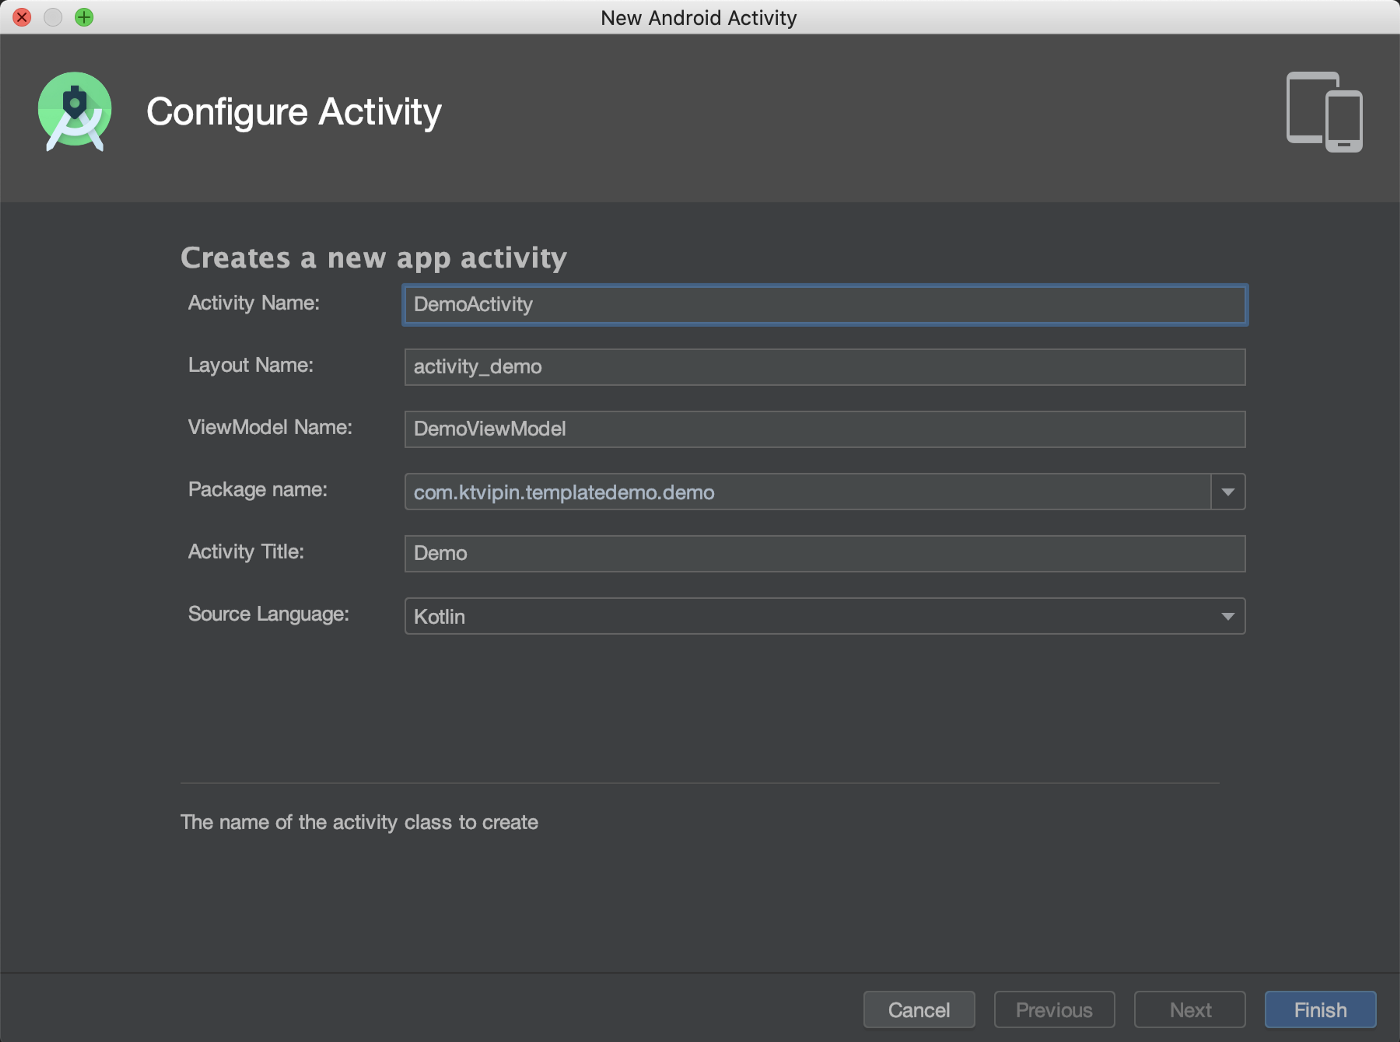 New Android Activity
Configure Activity
Creates a new app activity
Activity Name: DemoActivity
Layout Name: activity_demo
ViewModel Name: DemoViewModel
Package name: com.ktvipin.templatedemo.demo
Activity Title: Demo
Source Language: Kotlin
The name of the activity class to create
Cancel Previous Next Finish